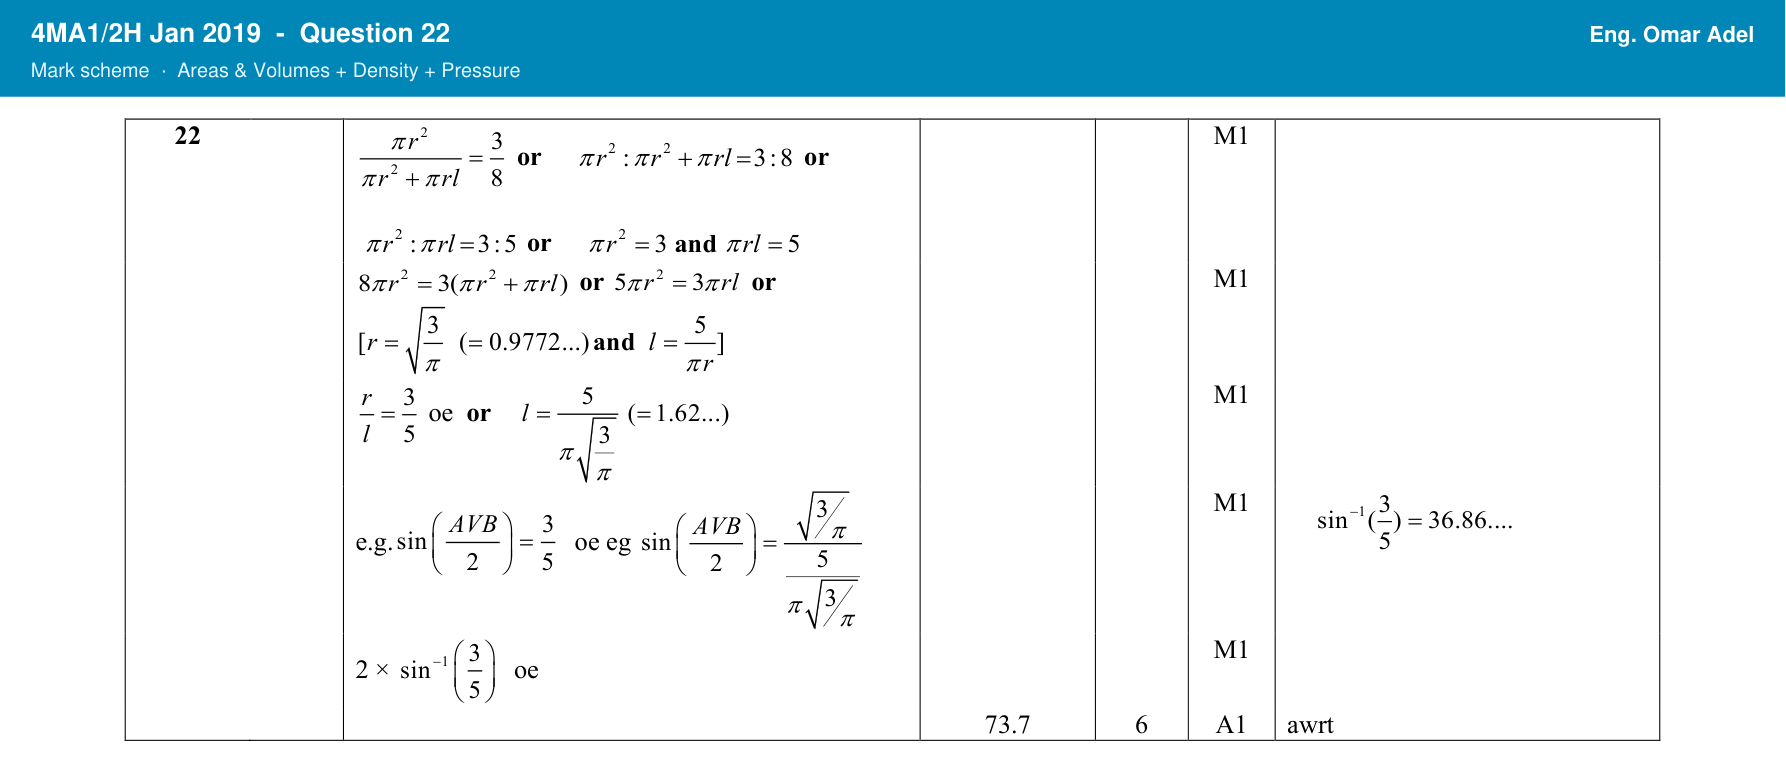 4MA1/2H Jan 2019 - Question 22
Eng. Omar Adel
Mark scheme · Areas & Volumes + Density + Pressure
22
πr² / (πr² + πrl) = 3/8 or πr² : πr² + πrl = 3 : 8 or
M1
πr² : πrl = 3 : 5 or πr² = 3 and πrl = 5
8πr² = 3(πr² + πrl) or 5πr² = 3πrl or
M1
[r = √(3/π) (= 0.9772...) and l = 5/(πr)]
r/l = 3/5 oe or l = 5/(π√(3/π)) (= 1.62...)
M1
e.g. sin(AVB/2) = 3/5 oe eg sin(AVB/2) = √(3/π) / (5/(π√(3/π)))
M1
sin⁻¹(3/5) = 36.86....
2 × sin⁻¹(3/5) oe
M1
73.7 6 A1 awrt